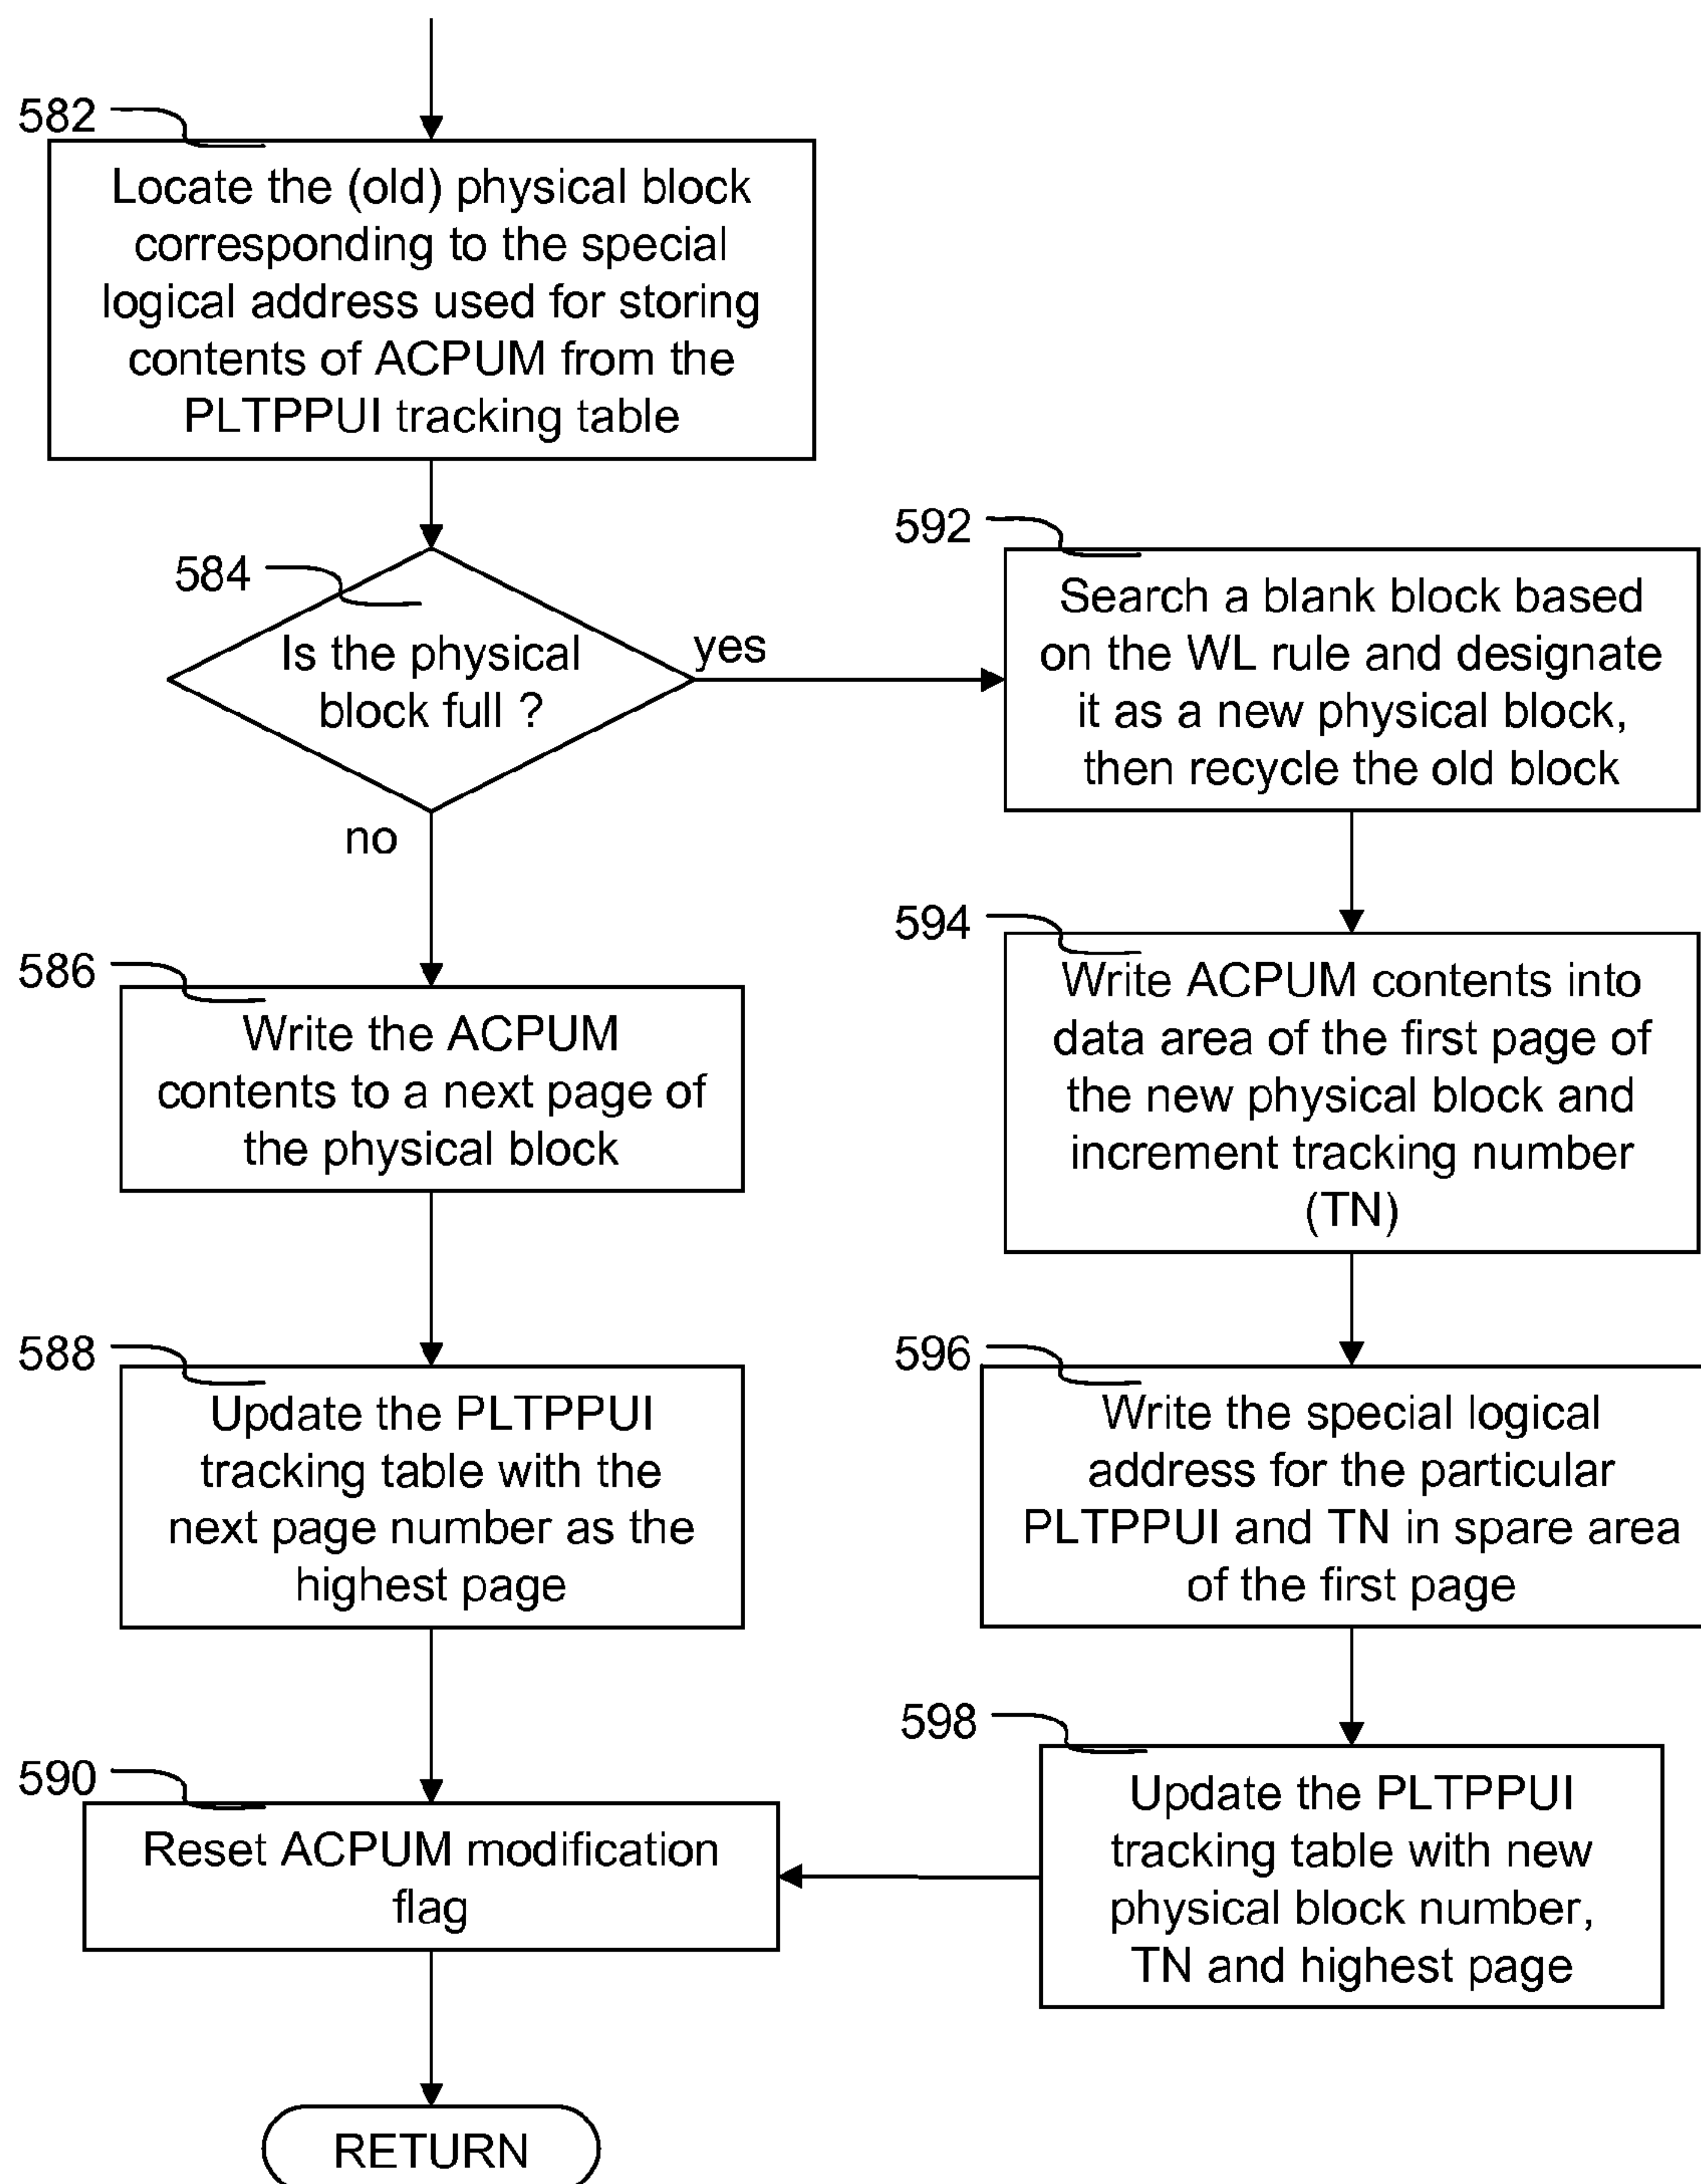 582
Locate the (old) physical block
corresponding to the special
logical address used for storing
contents of ACPUM from the
PLTPPUI tracking table
584
Is the physical
block full ?
yes
no
586
Write the ACPUM
contents to a next page of
the physical block
588
Update the PLTPPUI
tracking table with the
next page number as the
highest page
590
Reset ACPUM modification
flag
RETURN
592
Search a blank block based
on the WL rule and designate
it as a new physical block,
then recycle the old block
594
Write ACPUM contents into
data area of the first page of
the new physical block and
increment tracking number
(TN)
596
Write the special logical
address for the particular
PLTPPUI and TN in spare area
of the first page
598
Update the PLTPPUI
tracking table with new
physical block number,
TN and highest page